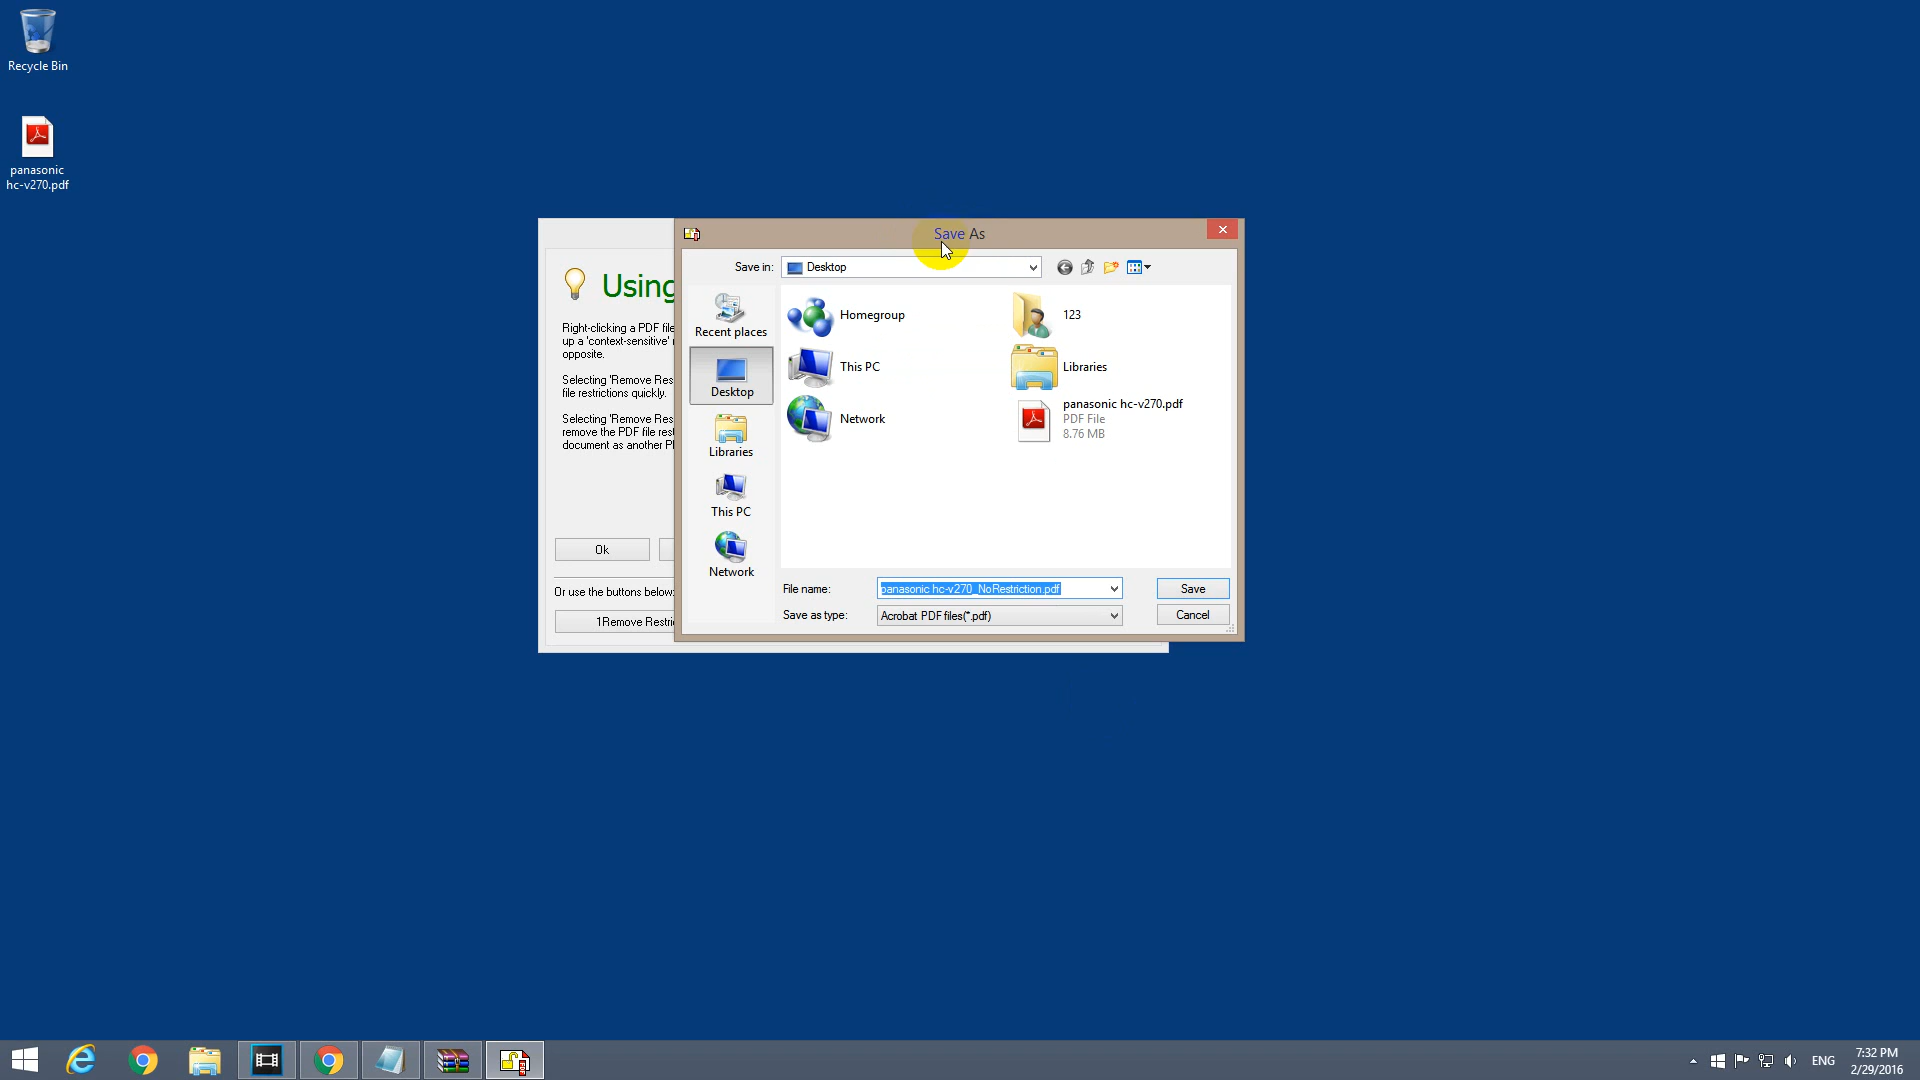 Recycle Bin
panasonic
hc-v270.pdf
Using
Right-clicking a PDF file
up a 'context-sensitive'
opposite.
Selecting 'Remove Res
file restrictions quickly.
Selecting 'Remove Res
remove the PDF file rest
document as another P
Ok
Or use the buttons below:
1Remove Restri
Save As
Save in:
Desktop
Recent places
Desktop
Libraries
This PC
Network
Homegroup
123
This PC
Libraries
Network
panasonic hc-v270.pdf
PDF File
8.76 MB
File name:
panasonic hc-v270_NoRestriction.pdf
Save
Save as type:
Acrobat PDF files(*.pdf)
Cancel
ENG
7:32 PM
2/29/2016